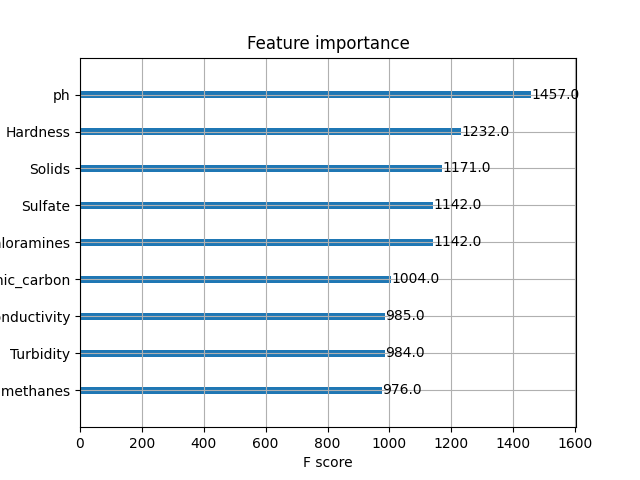 Feature importance
ph
1457.0
Hardness
1232.0
Solids
1171.0
Sulfate
1142.0
loramines
1142.0
nic_carbon
1004.0
onductivity
985.0
Turbidity
984.0
methanes
976.0
0 200 400 600 800 1000 1200 1400 1600
F score